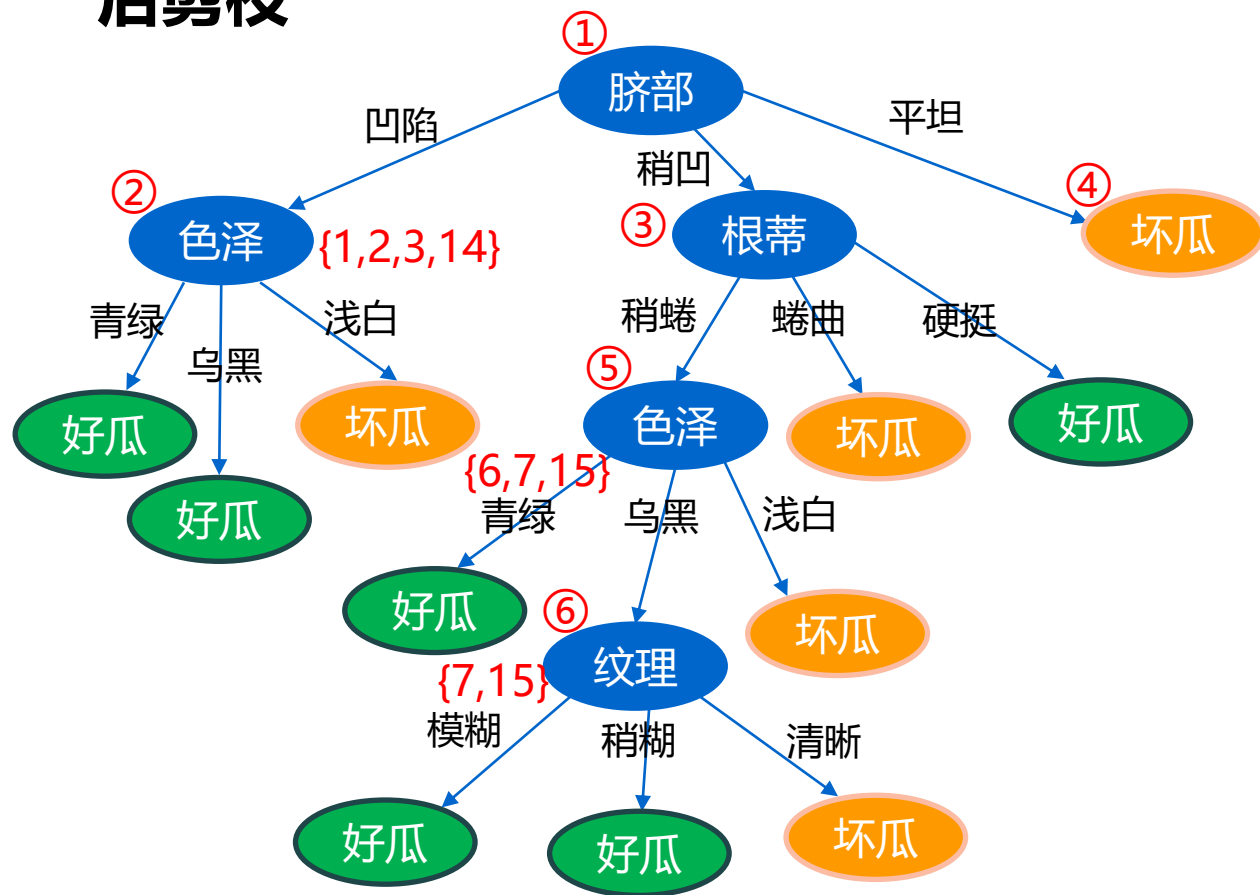 后剪枝
①
脐部
凹陷
稍凹
平坦
②
色泽
{1,2,3,14}
③
根蒂
④
坏瓜
青绿
乌黑
浅白
稍蜷
蜷曲
硬挺
好瓜
好瓜
坏瓜
⑤
色泽
坏瓜
好瓜
{6,7,15}
青绿
乌黑
浅白
好瓜
⑥
纹理
坏瓜
{7,15}
模糊
稍糊
清晰
好瓜
好瓜
坏瓜